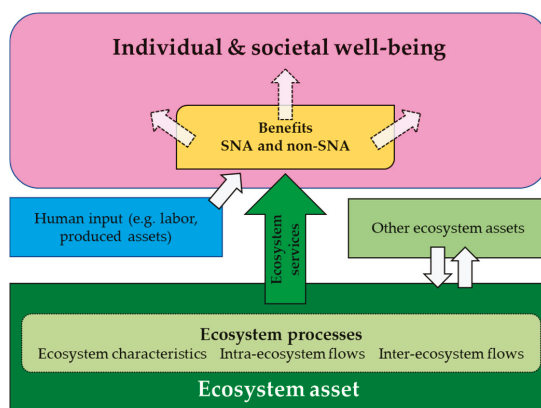 Individual & societal well-being
Benefits
SNA and non-SNA
Human input (e.g. labor,
produced assets)
Ecosystem
services
Other ecosystem assets
Ecosystem processes
Ecosystem characteristics Intra-ecosystem flows Inter-ecosystem flows
Ecosystem asset